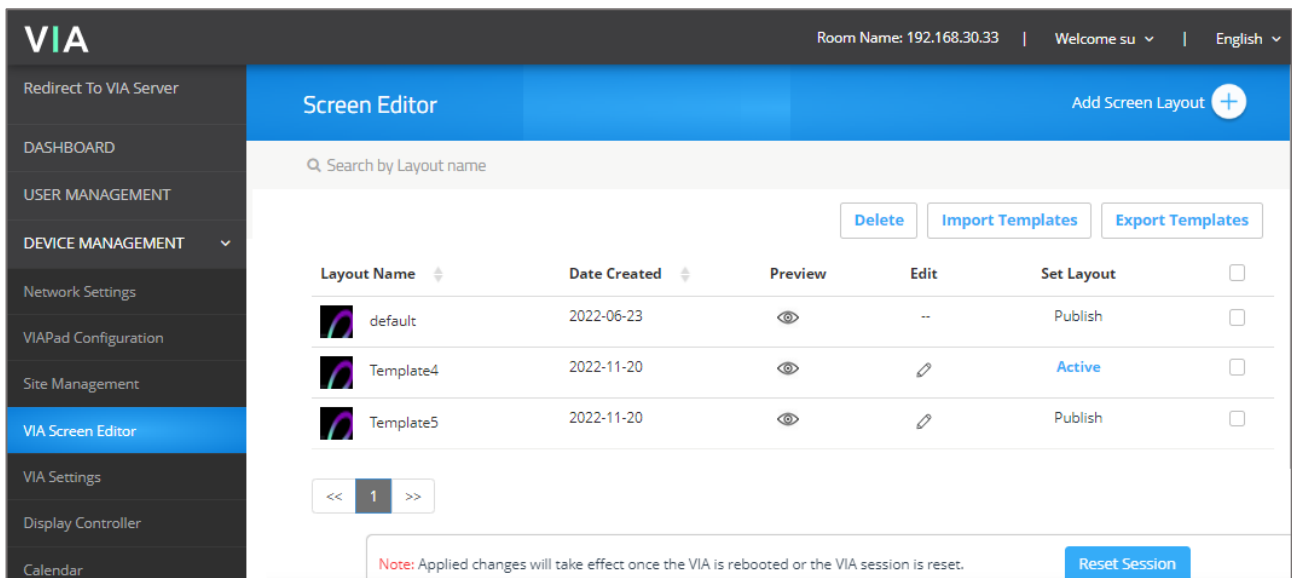 VIA
Room Name: 192.168.30.33 | Welcome su | English
Redirect To VIA Server
DASHBOARD
USER MANAGEMENT
DEVICE MANAGEMENT
Network Settings
VIAPad Configuration
Site Management
VIA Screen Editor
VIA Settings
Display Controller
Calendar
Screen Editor
Add Screen Layout
Search by Layout name
Delete Import Templates Export Templates
Layout Name Date Created Preview Edit Set Layout
default 2022-06-23 -- Publish
Template4 2022-11-20 Active
Template5 2022-11-20 Publish
<< 1 >>
Note: Applied changes will take effect once the VIA is rebooted or the VIA session is reset. Reset Session